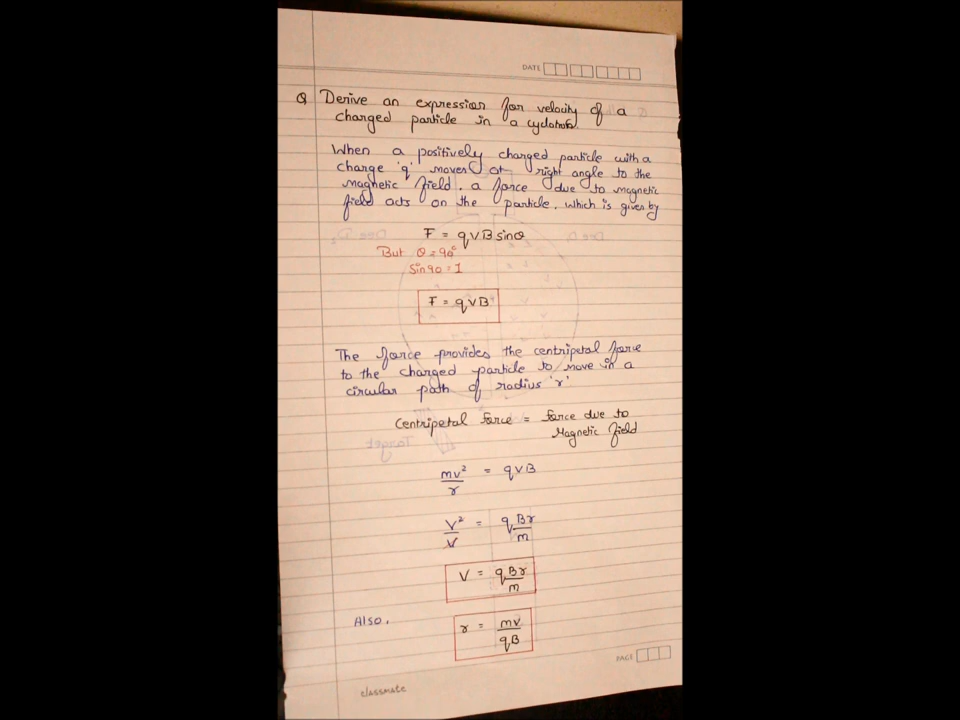 DATE
Q Derive an expression for velocity of a
charged particle in a cyclotron.
When a positively charged particle with a
charge 'q' moves at right angle to the
magnetic field, a force due to magnetic
field acts on the particle, which is given by
F = qVB sinθ
But θ = 90°
Sin 90 = 1
F = qVB
The force provides the centripetal force
to the charged particle to move in a
circular path of radius 'r'
Centripetal force = force due to
Magnetic field
mv²/r = qVB
V²/V = qBr/m
V = qBr/m
Also, r = mv/qB
PAGE
classmate